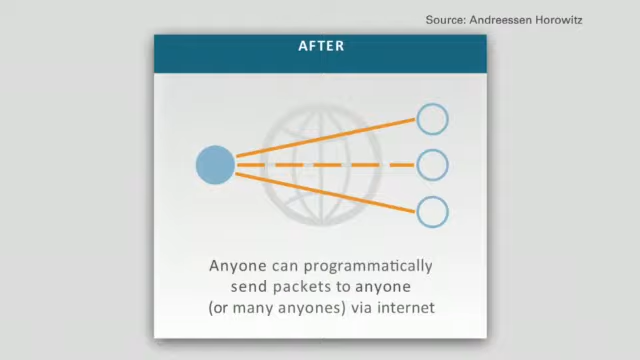 Source: Andreessen Horowitz
AFTER
Anyone can programmatically
send packets to anyone
(or many anyones) via internet